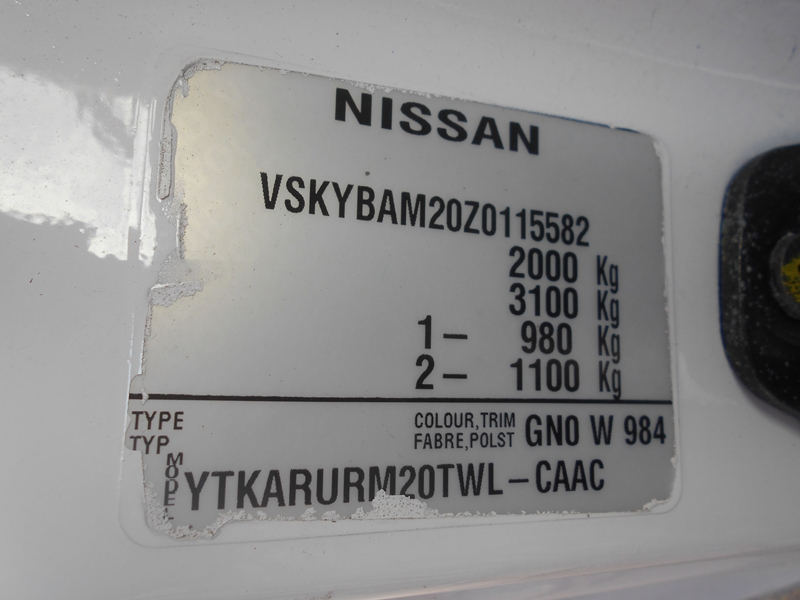 NISSAN
VSKYBAM20Z0115582
2000 Kg
3100 Kg
1- 980 Kg
2- 1100 Kg
TYPE
TYP
COLOUR,TRIM
FABRE,POLST
GN0 W 984
MODEL
YTKARURM20TWL-CAAC